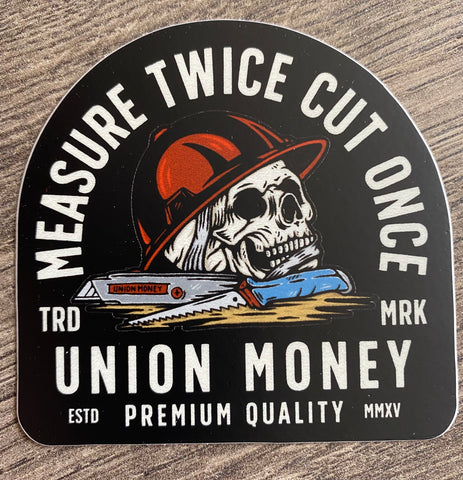 MEASURE TWICE CUT ONCE
UNION MONEY
TRD MRK
UNION MONEY
ESTD PREMIUM QUALITY MMXV